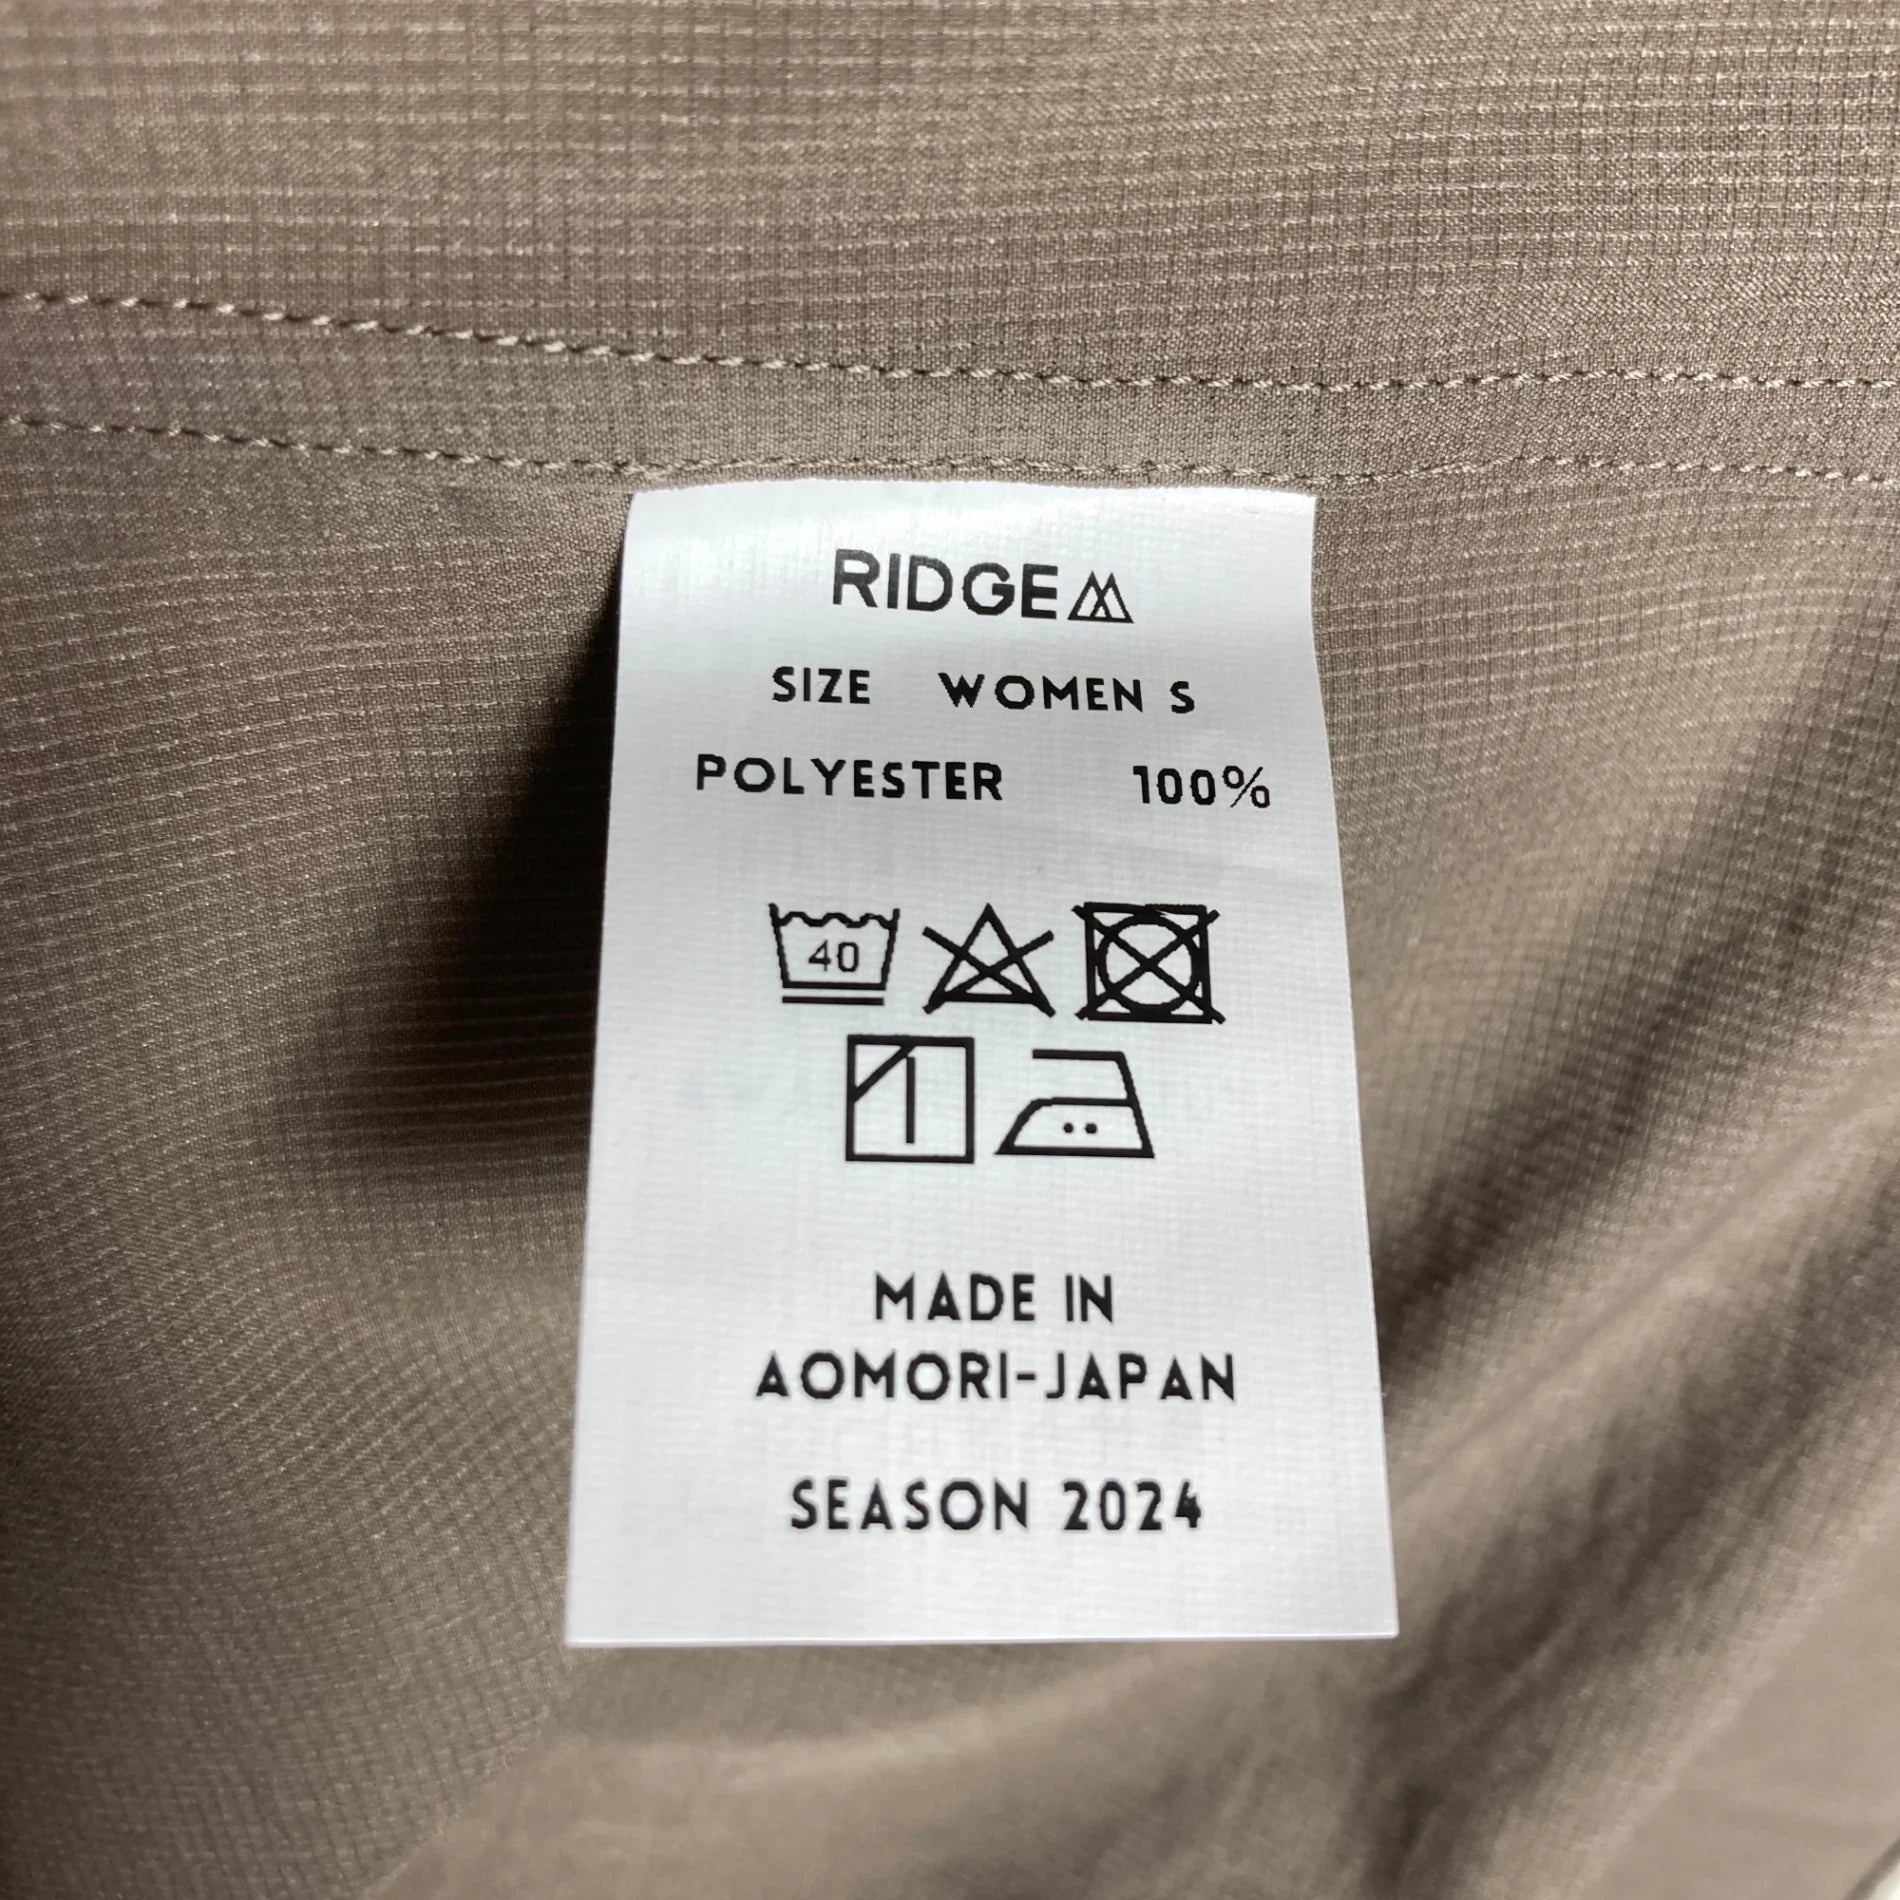 RIDGE
SIZE WOMEN S
POLYESTER 100%
40
MADE IN
AOMORI-JAPAN
SEASON 2024